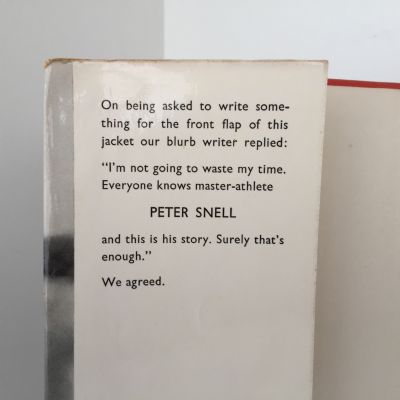 On being asked to write some-
thing for the front flap of this
jacket our blurb writer replied:
"I'm not going to waste my time.
Everyone knows master-athlete
PETER SNELL
and this is his story. Surely that's
enough."
We agreed.